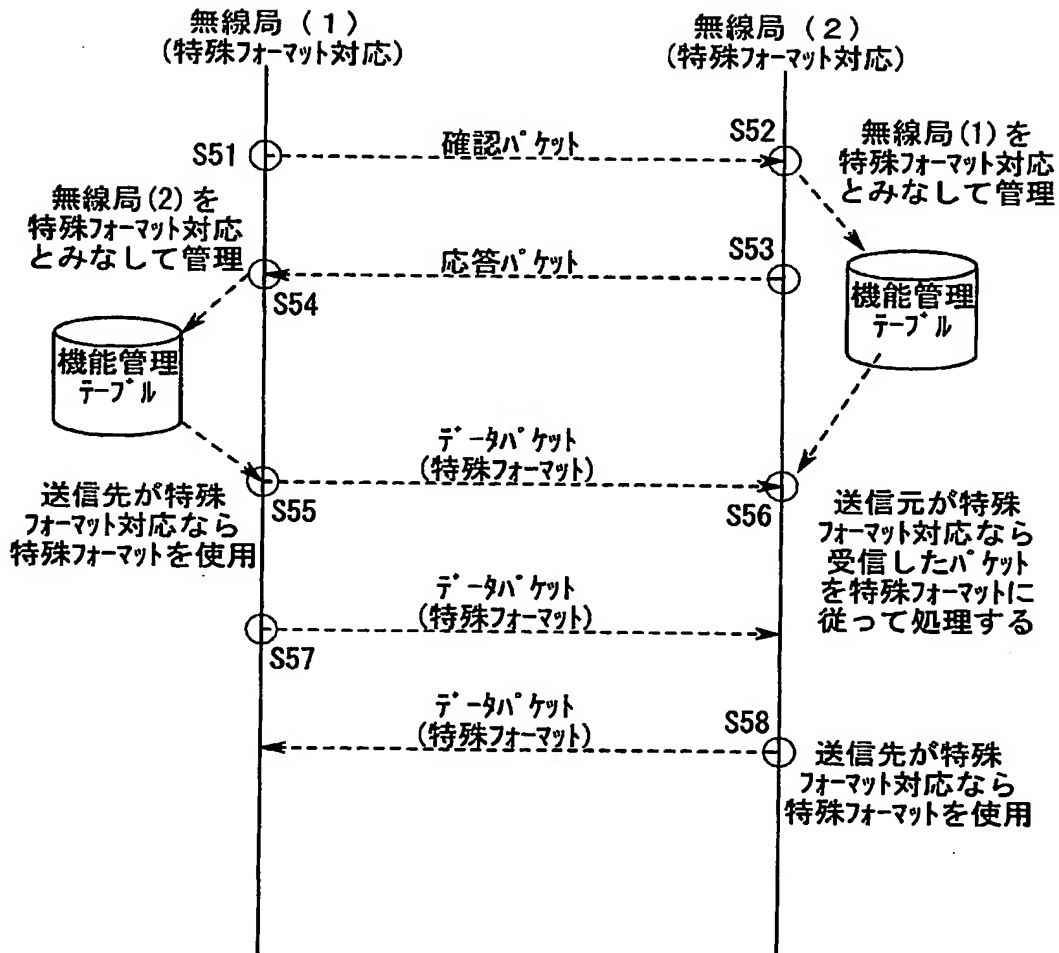 無線局（1）
(特殊フォーマット対応)
無線局（2）
(特殊フォーマット対応)
S51
確認パケット
S52
無線局(1)を
特殊フォーマット対応
とみなして管理
無線局(2)を
特殊フォーマット対応
とみなして管理
応答パケット
S53
S54
機能管理
テーブル
機能管理
テーブル
データパケット
(特殊フォーマット)
S55
S56
送信先が特殊
フォーマット対応なら
特殊フォーマットを使用
送信元が特殊
フォーマット対応なら
受信したパケット
を特殊フォーマットに
従って処理する
データパケット
(特殊フォーマット)
S57
データパケット
(特殊フォーマット)
S58
送信先が特殊
フォーマット対応なら
特殊フォーマットを使用